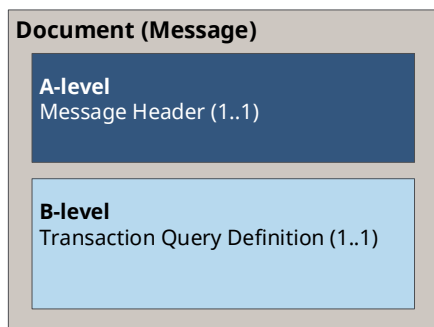 Document (Message)
A-level
Message Header (1..1)
B-level
Transaction Query Definition (1..1)